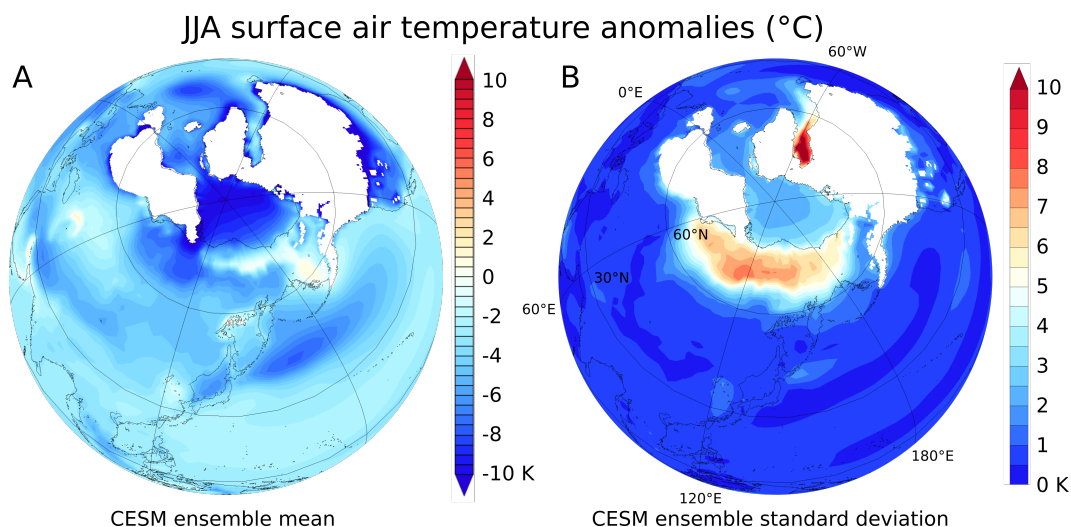 JJA surface air temperature anomalies (°C)
A
10
8
6
4
2
0
-2
-4
-6
-8
-10 K
CESM ensemble mean
B
60°W
0°E
60°N
30°N
60°E
120°E
180°W
10
9
8
7
6
5
4
3
2
1
0 K
CESM ensemble standard deviation